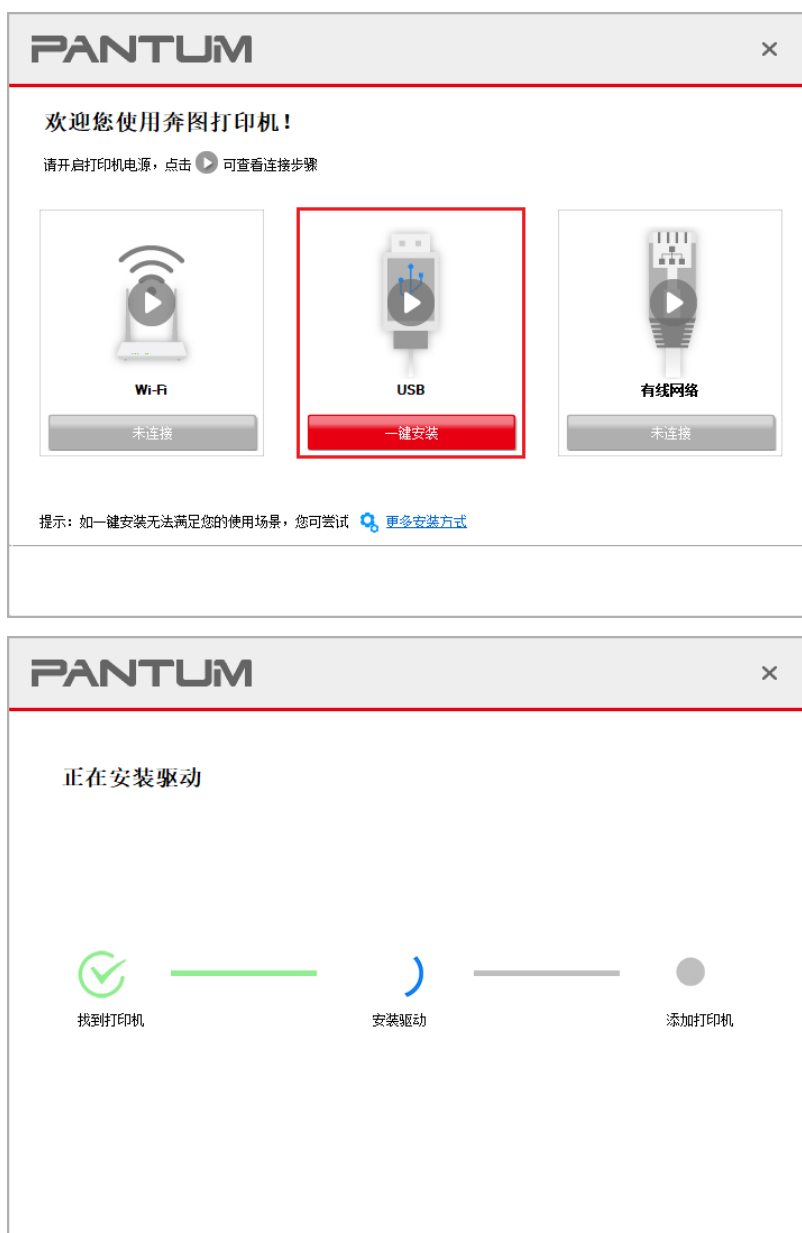 PANTUM
欢迎您使用奔图打印机！
请开启打印机电源，点击 可查看连接步骤
Wi-Fi
USB
有线网络
未连接
一键安装
未连接
提示：如一键安装无法满足您的使用场景，您可尝试 更多安装方式
PANTUM
正在安装驱动
找到打印机
安装驱动
添加打印机